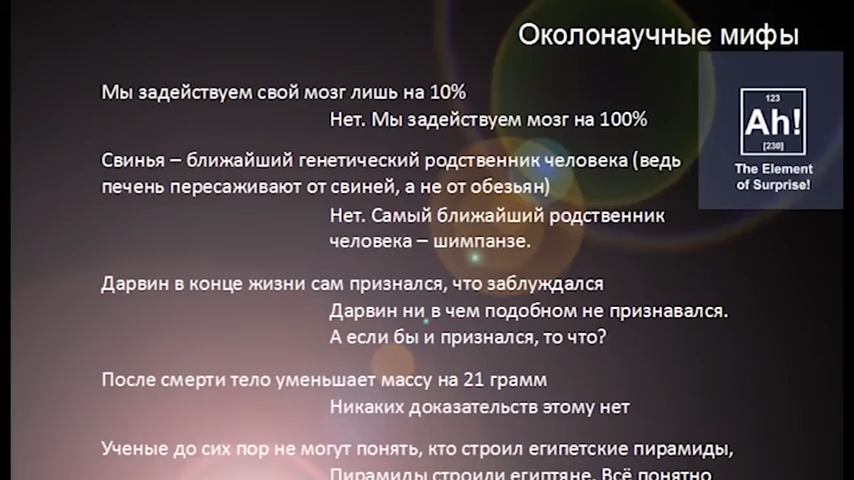 Околонаучные мифы
Мы задействуем свой мозг лишь на 10%
Нет. Мы задействуем мозг на 100%
Свинья – ближайший генетический родственник человека (ведь
печень пересаживают от свиней, а не от обезьян)
Нет. Самый ближайший родственник
человека – шимпанзе.
Дарвин в конце жизни сам признался, что заблуждался
Дарвин ни в чем подобном не признавался.
А если бы и признался, то что?
После смерти тело уменьшает массу на 21 грамм
Никаких доказательств этому нет
Ученые до сих пор не могут понять, кто строил египетские пирамиды,
Пирамиды строили египтяне. Всё понятно
123
Ah!
[230]
The Element
of Surprise!